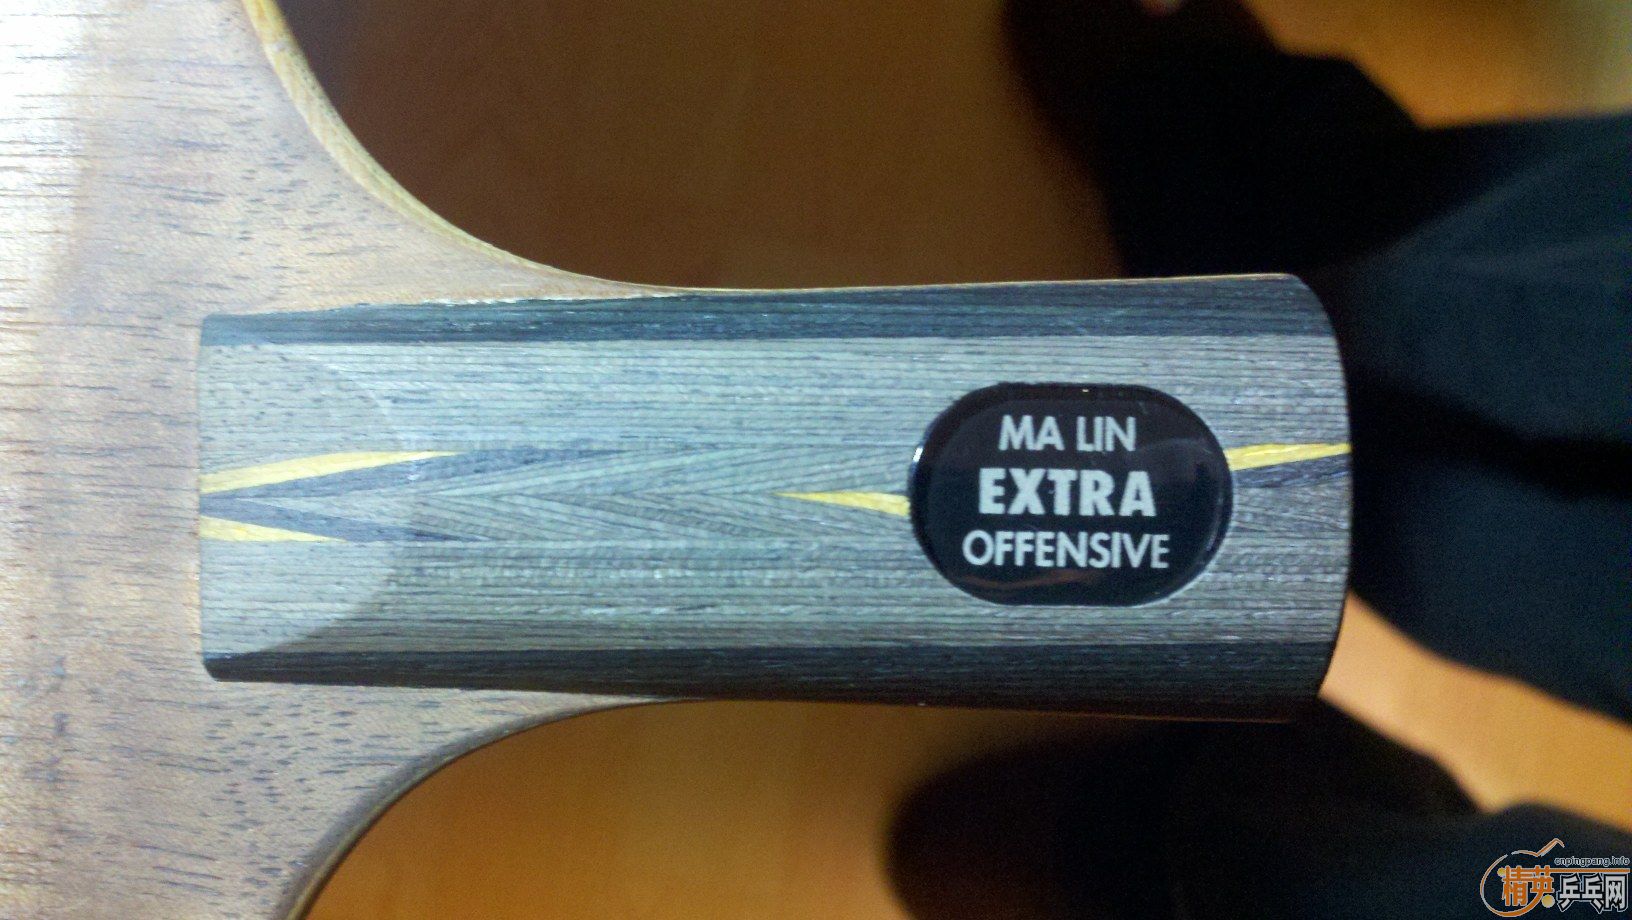 MA LIN
EXTRA
OFFENSIVE
cnpingpang.info
精英乒乓网